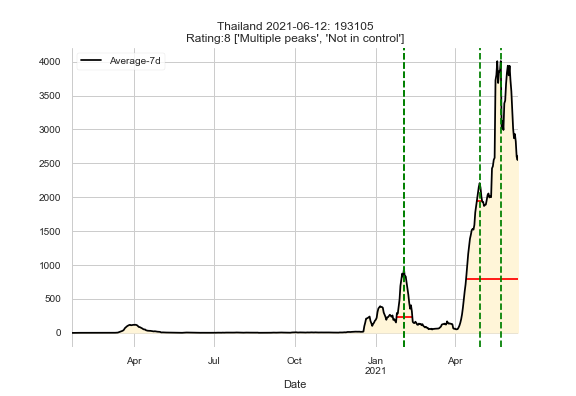 Thailand 2021-06-12: 193105
Rating:8 ['Multiple peaks', 'Not in control']
Average-7d
4000
3500
3000
2500
2000
1500
1000
500
0
Apr
Jul
Oct
Jan
2021
Apr
Date